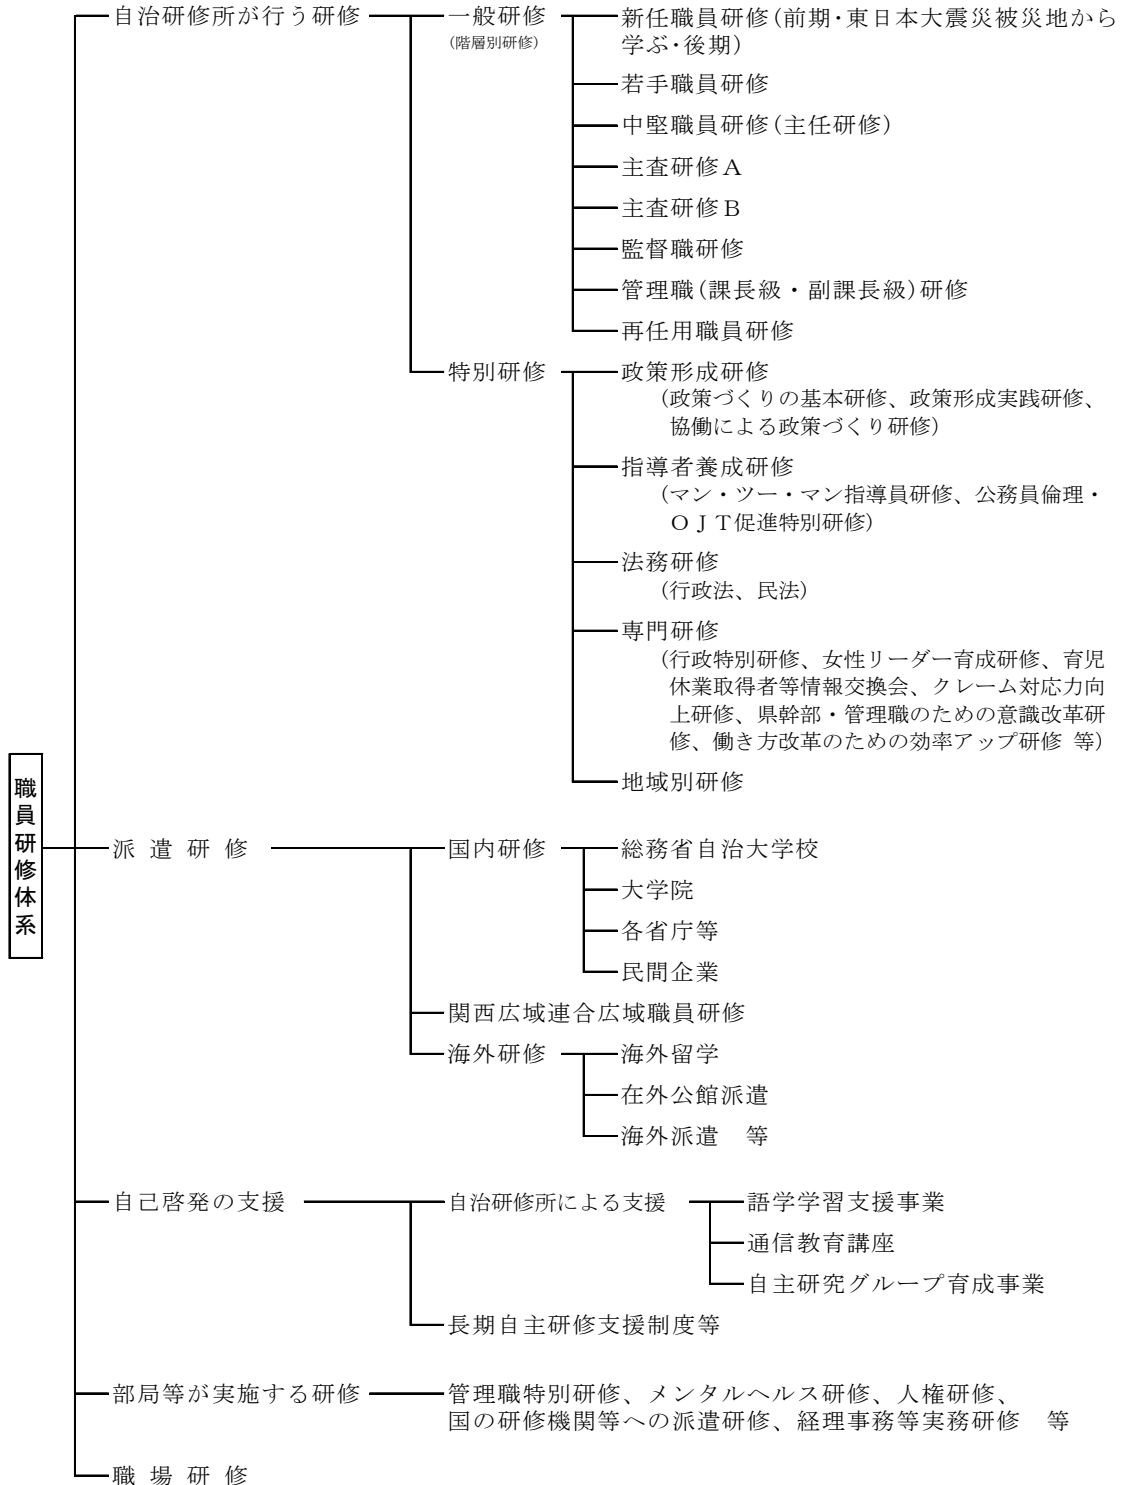 自治研修所が行う研修
一般研修
(階層別研修)
新任職員研修(前期・東日本大震災被災地から
学ぶ・後期)
若手職員研修
中堅職員研修(主任研修)
主査研修A
主査研修B
監督職研修
管理職(課長級・副課長級)研修
再任用職員研修
特別研修
政策形成研修
(政策づくりの基本研修、政策形成実践研修、
協働による政策づくり研修)
指導者養成研修
(マン・ツー・マン指導員研修、公務員倫理・
OJT促進特別研修)
法務研修
(行政法、民法)
専門研修
(行政特別研修、女性リーダー育成研修、育児
休業取得者等情報交換会、クレーム対応力向
上研修、県幹部・管理職のための意識改革研
修、働き方改革のための効率アップ研修 等)
地域別研修
職員研修体系
派遣研修
国内研修
総務省自治大学校
大学院
各省庁等
民間企業
関西広域連合広域職員研修
海外研修
海外留学
在外公館派遣
海外派遣 等
自己啓発の支援
自治研修所による支援
語学学習支援事業
通信教育講座
自主研究グループ育成事業
長期自主研修支援制度等
部局等が実施する研修
管理職特別研修、メンタルヘルス研修、人権研修、
国の研修機関等への派遣研修、経理事務等実務研修 等
職場研修